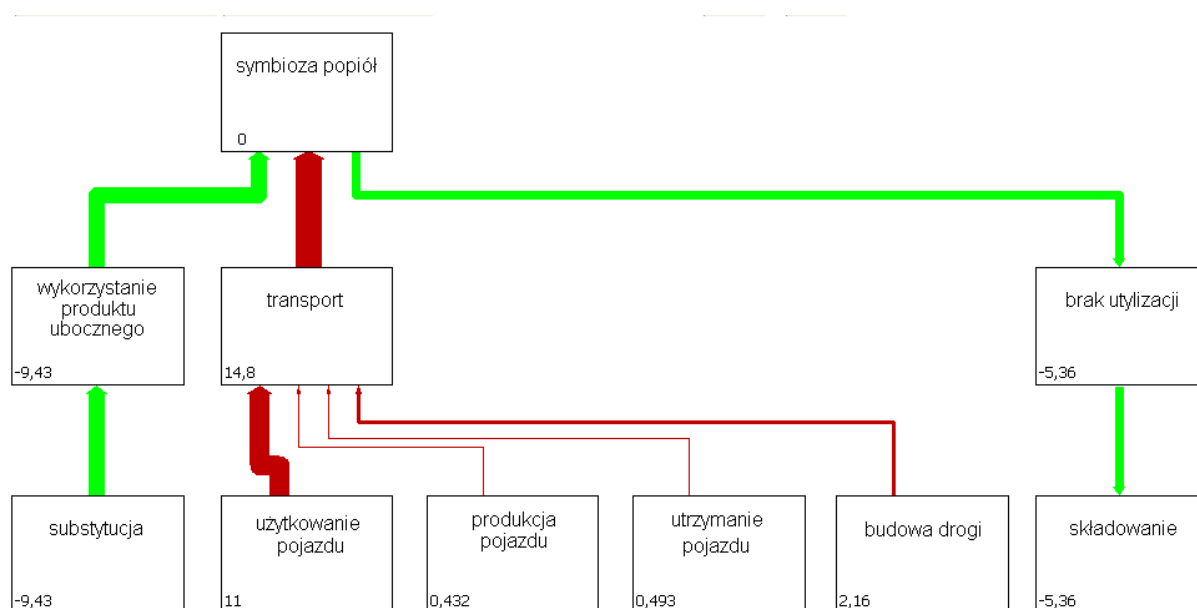 symbioza popiół
0
wykorzystanie
produktu
ubocznego
-9,43
transport
14,8
brak utylizacji
-5,36
substytucja
-9,43
użytkowanie
pojazdu
11
produkcja
pojazdu
0,432
utrzymanie
pojazdu
0,493
budowa drogi
2,16
składowanie
-5,36